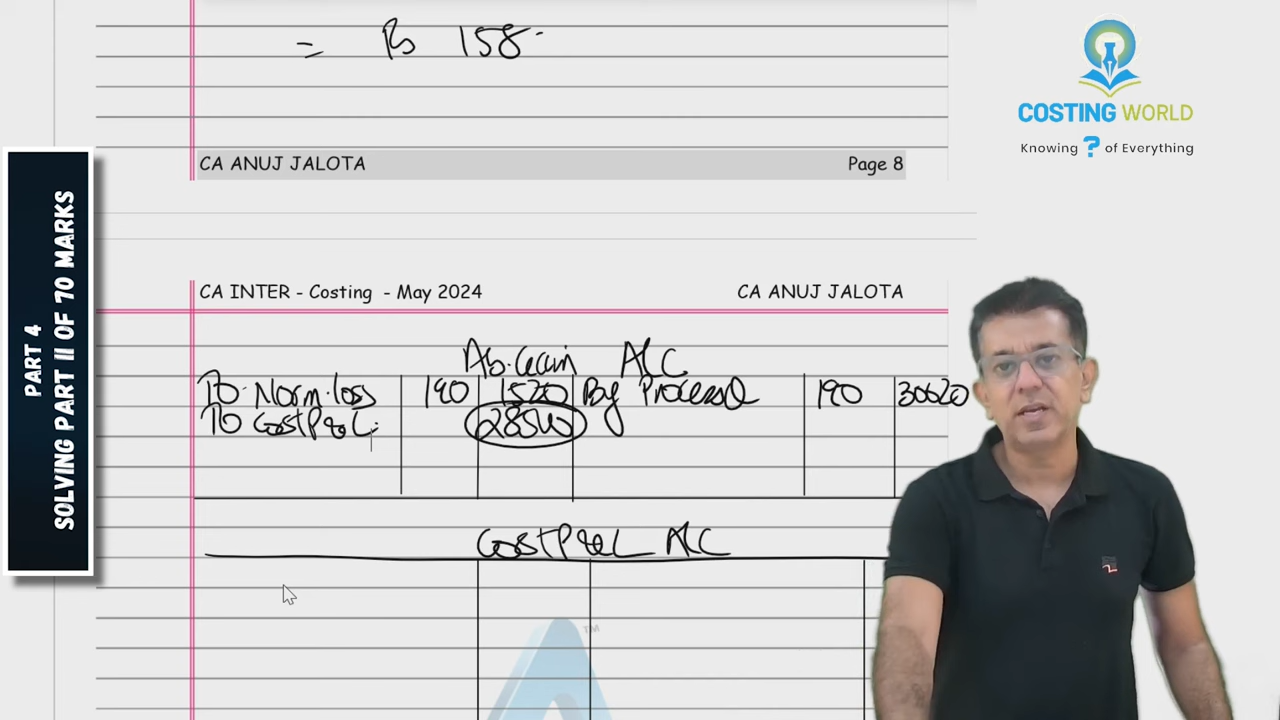 = Rs 158
COSTING WORLD
Knowing ? of Everything
CA ANUJ JALOTA Page 8
PART 4
SOLVING PART II OF 70 MARKS
CA INTER - Costing - May 2024 CA ANUJ JALOTA
Ab. Gain A/C
To Norm. loss 190 1520 By Process 190 30020
To Cost P&L 28500
Cost P&L A/C
TM